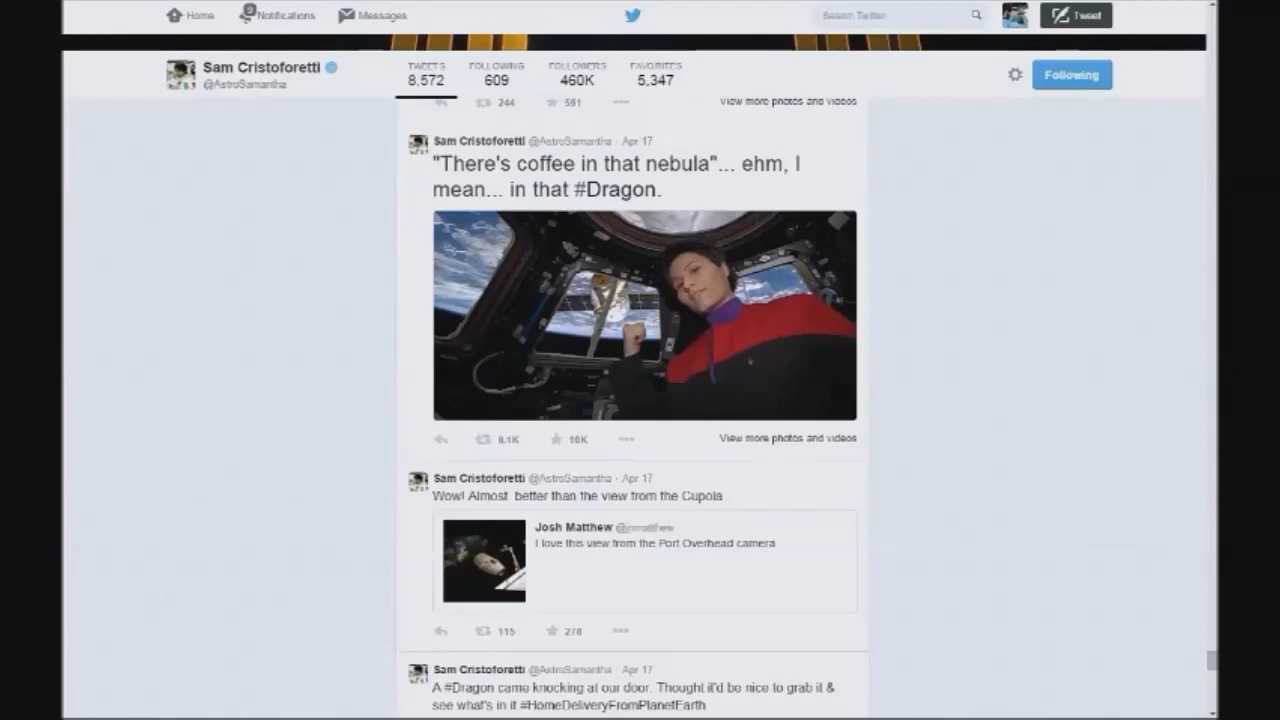 Home
Notifications
Messages
Search Twitter
Tweet
Sam Cristoforetti
@AstroSamantha
TWEETS
8,572
FOLLOWING
609
FOLLOWERS
460K
FAVORITES
5,347
Following
244
591
View more photos and videos
Sam Cristoforetti @AstroSamantha · Apr 17
"There's coffee in that nebula"... ehm, I
mean... in that #Dragon.
8.1K
10K
View more photos and videos
Sam Cristoforetti @AstroSamantha · Apr 17
Wow! Almost better than the view from the Cupola
Josh Matthew
I love this view from the Port Overhead camera
115
278
Sam Cristoforetti @AstroSamantha · Apr 17
A #Dragon came knocking at our door. Thought it'd be nice to grab it &
see what's in it #HomeDeliveryFromPlanetEarth